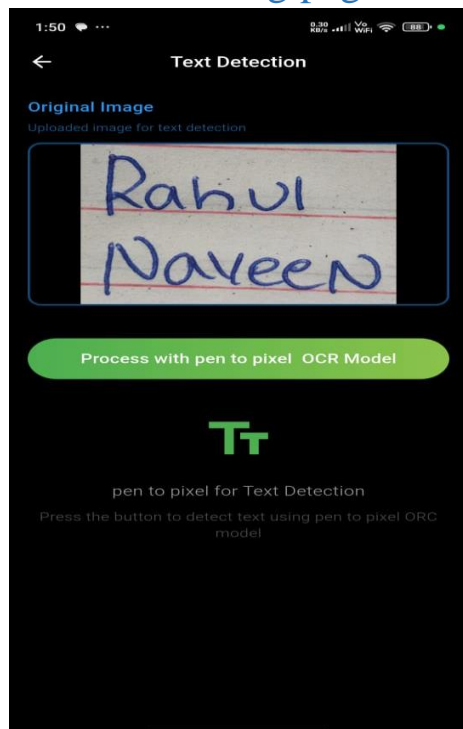 1:50
0.30 KB/s Vo WiFi 88
Text Detection
Original Image
Uploaded image for text detection
Rahul
NaveeN
Process with pen to pixel OCR Model
TT
pen to pixel for Text Detection
Press the button to detect text using pen to pixel ORC
model